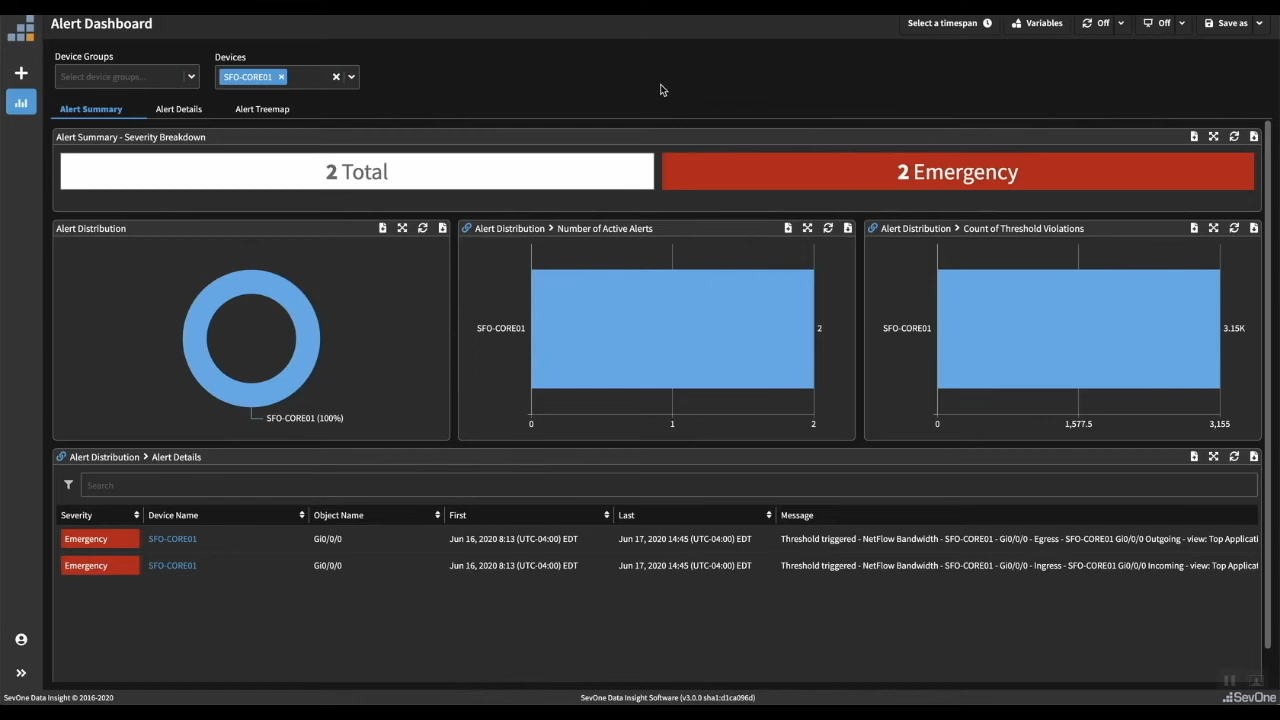 Alert Dashboard
Select a timespan
Variables
Off
Off
Save as
Device Groups
Devices
Select device groups...
SFO-CORE01 ×
Alert Summary
Alert Details
Alert Treemap
Alert Summary - Severity Breakdown
2 Total
2 Emergency
Alert Distribution
Alert Distribution > Number of Active Alerts
Alert Distribution > Count of Threshold Violations
SFO-CORE01 (100%)
SFO-CORE01
2
0
1
2
SFO-CORE01
3.15K
0
1,577.5
3,155
Alert Distribution > Alert Details
Search
Severity Device Name Object Name First Last Message
Emergency SFO-CORE01 Gi0/0/0 Jun 16, 2020 8:13 (UTC-04:00) EDT Jun 17, 2020 14:45 (UTC-04:00) EDT Threshold triggered - NetFlow Bandwidth - SFO-CORE01 - Gi0/0/0 - Egress - SFO-CORE01 Gi0/0/0 Outgoing - view: Top Applicati
Emergency SFO-CORE01 Gi0/0/0 Jun 16, 2020 8:13 (UTC-04:00) EDT Jun 17, 2020 14:45 (UTC-04:00) EDT Threshold triggered - NetFlow Bandwidth - SFO-CORE01 - Gi0/0/0 - Ingress - SFO-CORE01 Gi0/0/0 Incoming - view: Top Applicat
SevOne Data Insight © 2016-2020
SevOne Data Insight Software (v3.0.0 sha1:d1ca096d)
SevOne